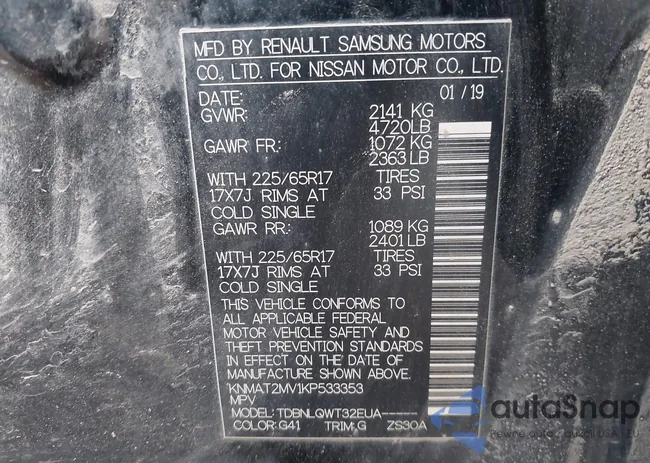 MFD BY RENAULT SAMSUNG MOTORS
CO., LTD. FOR NISSAN MOTOR CO., LTD.
DATE: 01/19
GVWR: 2141 KG
4720LB
GAWR FR: 1072 KG
2363 LB
WITH 225/65R17 TIRES
17X7J RIMS AT 33 PSI
COLD SINGLE
GAWR RR: 1089 KG
2401 LB
WITH 225/65R17 TIRES
17X7J RIMS AT 33 PSI
COLD SINGLE
THIS VEHICLE CONFORMS TO
ALL APPLICABLE FEDERAL
MOTOR VEHICLE SAFETY AND
THEFT PREVENTION STANDARDS
IN EFFECT ON THE DATE OF
MANUFACTURE SHOWN ABOVE.
KNMAT2MV1KP533353
MPV
MODEL: TDBNLQWT32EUA-------
COLOR: G41 TRIM: G ZS30A
autaSnap